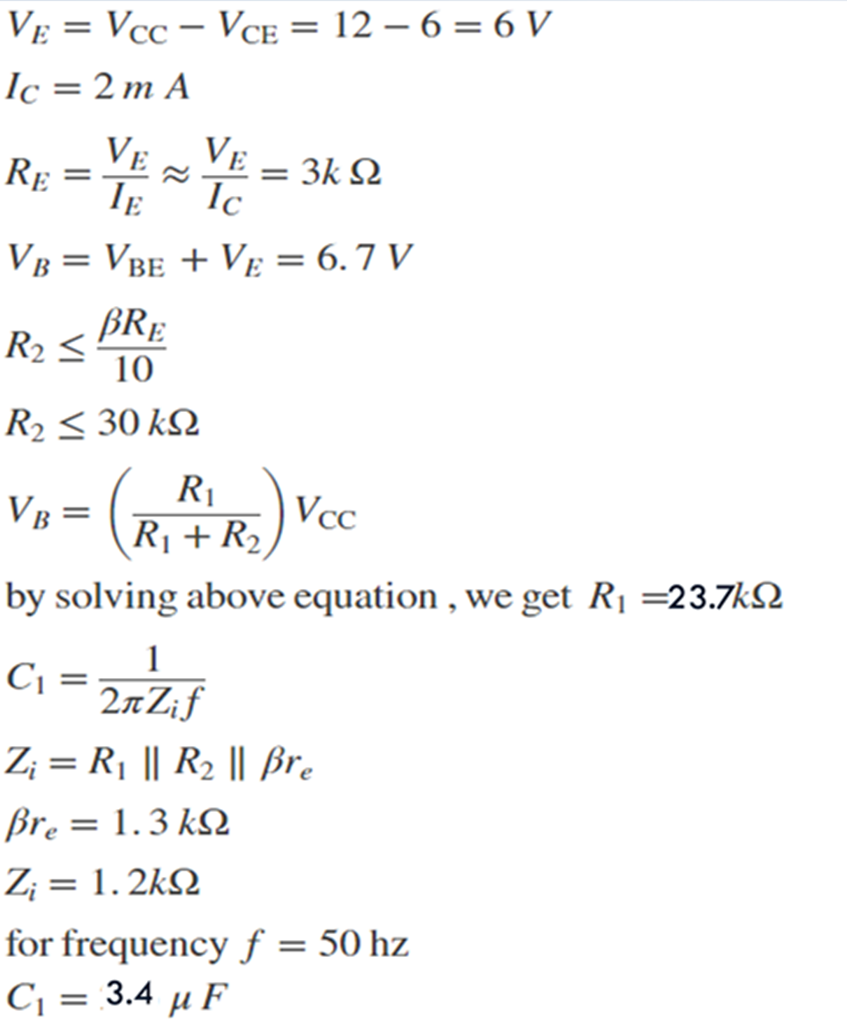 V_E = V_CC − V_CE = 12 − 6 = 6 V
I_C = 2 m A
R_E = V_E / I_E ≈ V_E / I_C = 3k Ω
V_B = V_BE + V_E = 6. 7 V
R_2 ≤ βR_E / 10
R_2 ≤ 30 kΩ
V_B = (R_1 / (R_1 + R_2)) V_CC
by solving above equation , we get R_1 =23.7kΩ
C_1 = 1 / (2πZ_i f)
Z_i = R_1 ∥ R_2 ∥ βr_e
βr_e = 1. 3 kΩ
Z_i = 1. 2kΩ
for frequency f = 50 hz
C_1 = 3.4 μ F